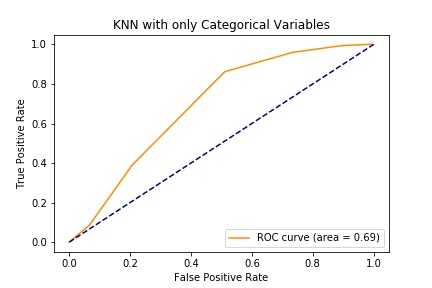 KNN with only Categorical Variables
1.0
0.8
0.6
0.4
0.2
0.0
True Positive Rate
ROC curve (area = 0.69)
0.0 0.2 0.4 0.6 0.8 1.0
False Positive Rate